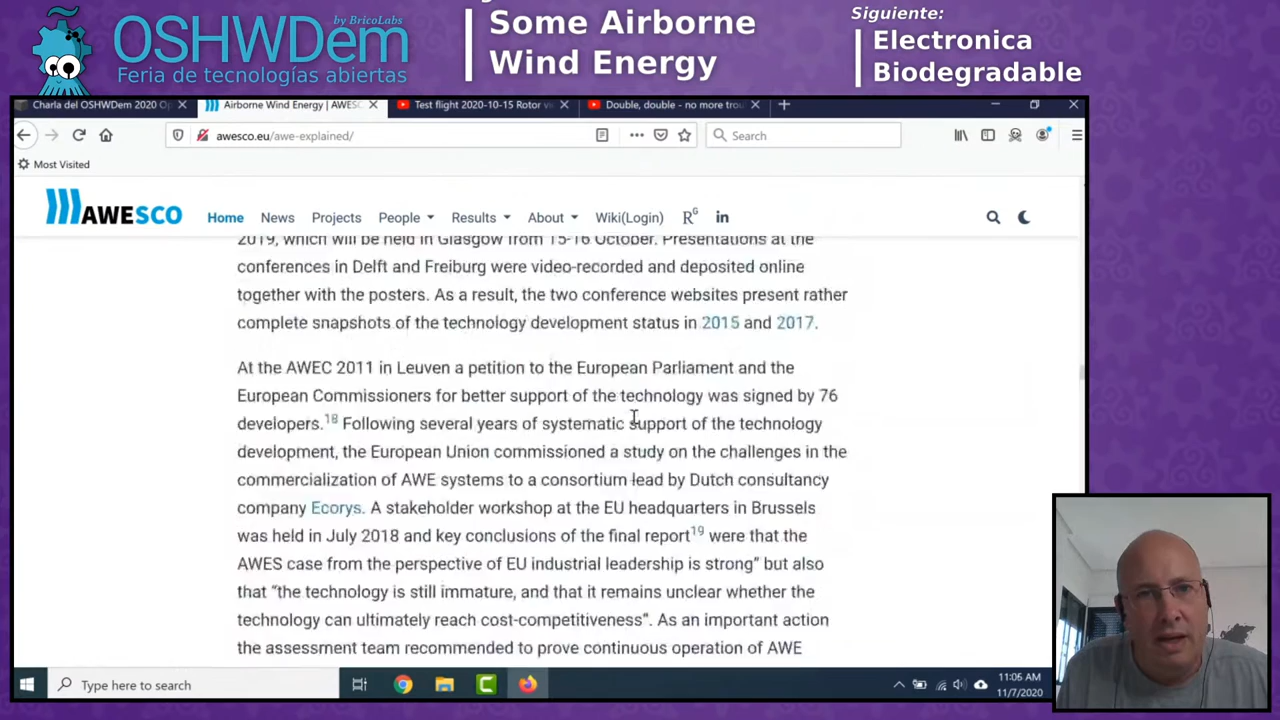 OSHWDem
by BricoLabs
Feria de tecnologías abiertas
Some Airborne
Wind Energy
Siguiente:
Electronica
Biodegradable
Charla del OSHWDem 2020 Op
Airborne Wind Energy | AWESC
Test flight 2020-10-15 Rotor vi
Double, double - no more trou
awesco.eu/awe-explained/
Search
Most Visited
AWESCO
Home News Projects People Results About Wiki(Login) RG in
2019, which will be held in Glasgow from 15-16 October. Presentations at the
conferences in Delft and Freiburg were video-recorded and deposited online
together with the posters. As a result, the two conference websites present rather
complete snapshots of the technology development status in 2015 and 2017.
At the AWEC 2011 in Leuven a petition to the European Parliament and the
European Commissioners for better support of the technology was signed by 76
developers.18 Following several years of systematic support of the technology
development, the European Union commissioned a study on the challenges in the
commercialization of AWE systems to a consortium lead by Dutch consultancy
company Ecorys. A stakeholder workshop at the EU headquarters in Brussels
was held in July 2018 and key conclusions of the final report19 were that the
AWES case from the perspective of EU industrial leadership is strong” but also
that “the technology is still immature, and that it remains unclear whether the
technology can ultimately reach cost-competitiveness“. As an important action
the assessment team recommended to prove continuous operation of AWE
Type here to search
11:05 AM
11/7/2020